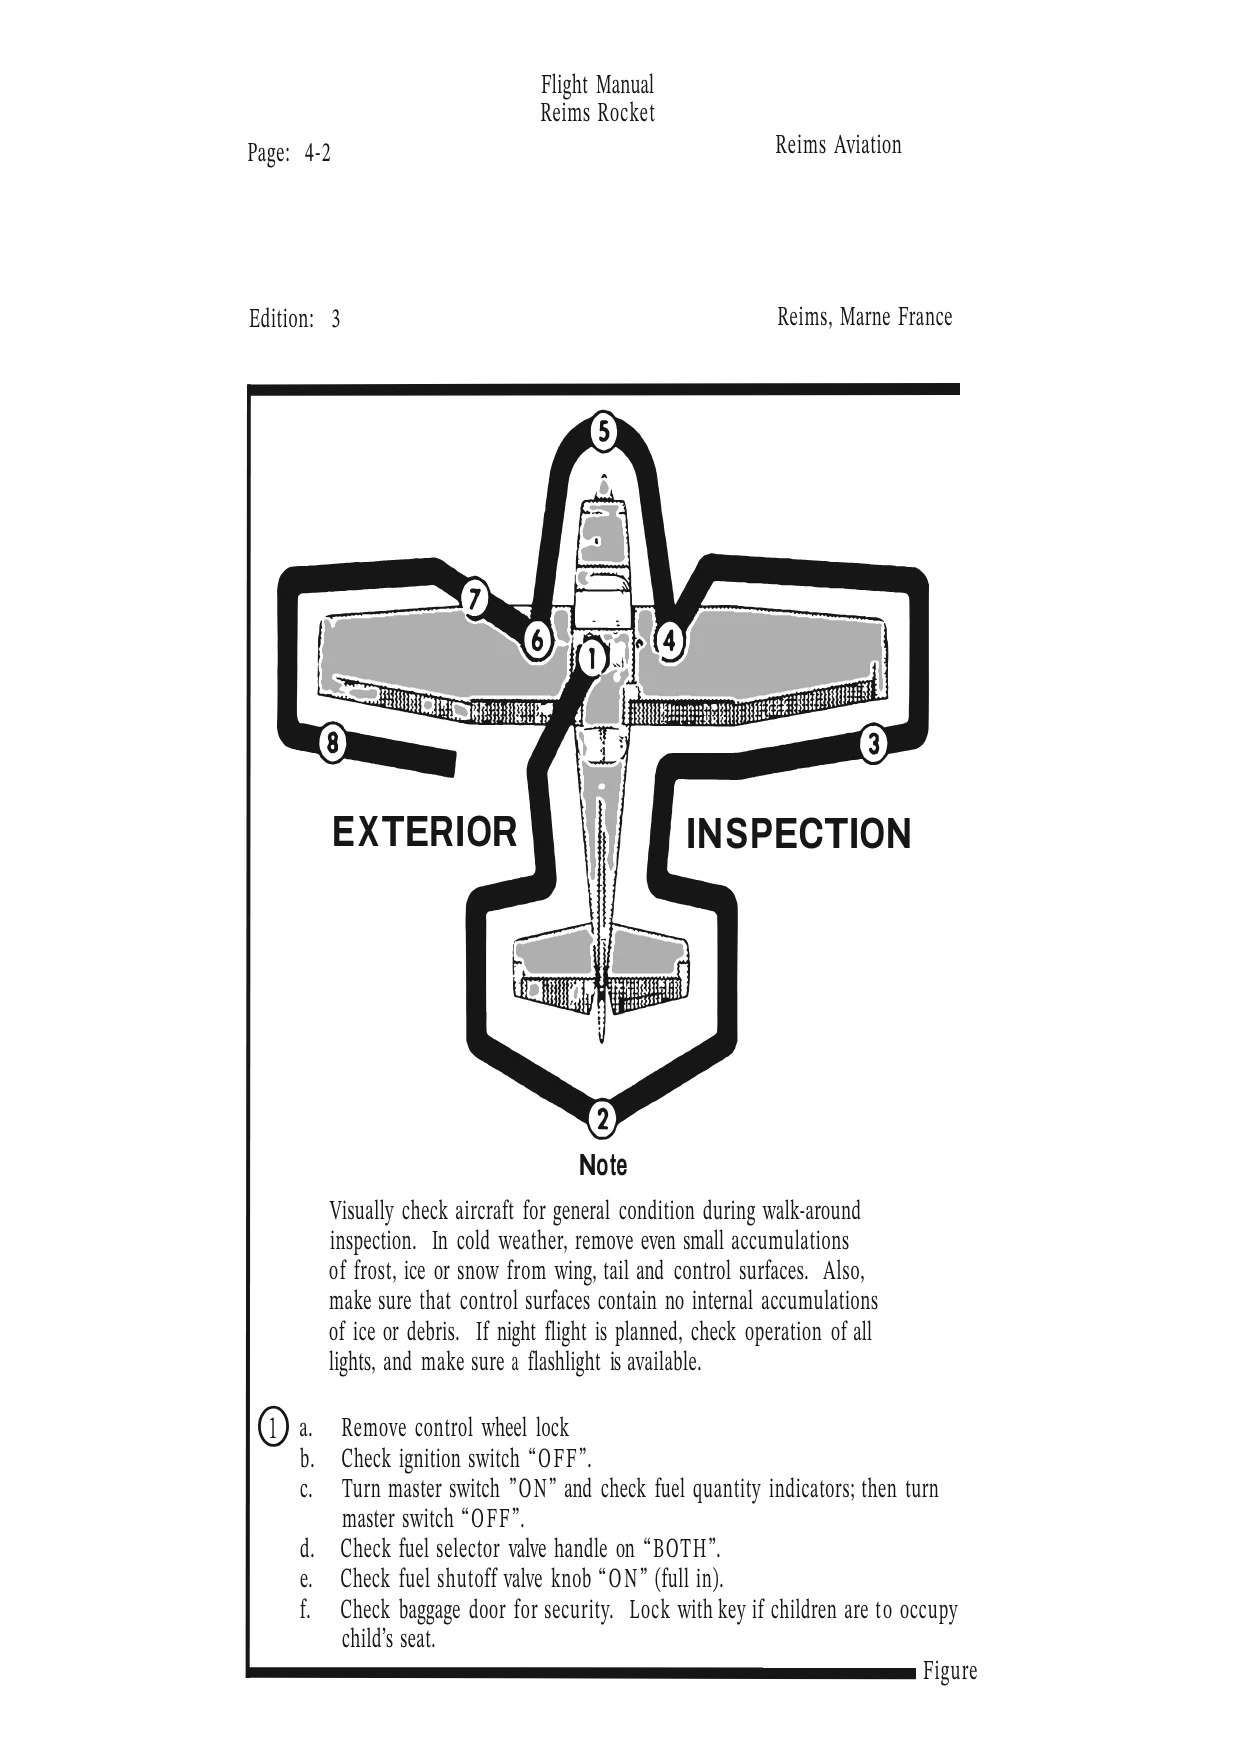 Flight Manual
Reims Rocket
Page: 4-2
Reims Aviation
Edition: 3
Reims, Marne France
5
7
6
4
1
8
3
EXTERIOR
INSPECTION
2
Note
Visually check aircraft for general condition during walk-around
inspection. In cold weather, remove even small accumulations
of frost, ice or snow from wing, tail and control surfaces. Also,
make sure that control surfaces contain no internal accumulations
of ice or debris. If night flight is planned, check operation of all
lights, and make sure a flashlight is available.
1 a. Remove control wheel lock
b. Check ignition switch “OFF”.
c. Turn master switch ”ON” and check fuel quantity indicators; then turn
master switch “OFF”.
d. Check fuel selector valve handle on “BOTH”.
e. Check fuel shutoff valve knob “ON” (full in).
f. Check baggage door for security. Lock with key if children are to occupy
child’s seat.
Figure